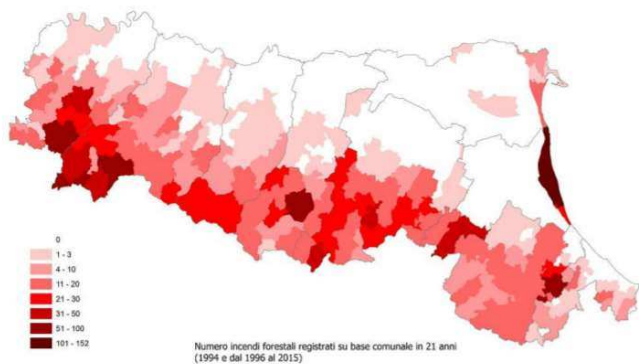 0
1 - 3
4 - 10
11 - 20
21 - 30
31 - 50
51 - 100
101 - 152
Numero incendi forestali registrati su base comunale in 21 anni
(1994 e dal 1996 al 2015)